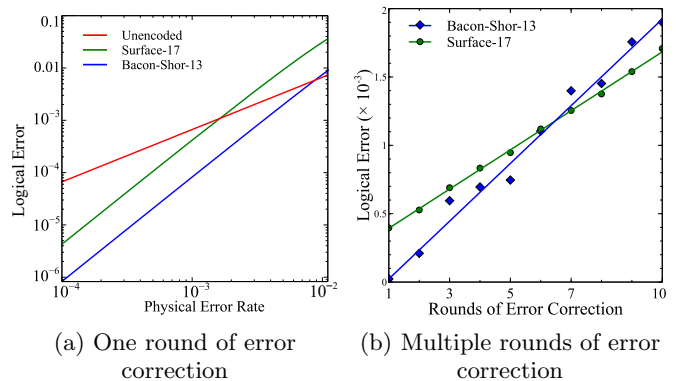 0.1
0.01
10⁻³
10⁻⁴
10⁻⁵
10⁻⁶
Logical Error
Unencoded
Surface-17
Bacon-Shor-13
10⁻⁴
10⁻³
10⁻²
Physical Error Rate
(a) One round of error
correction
2
1.5
1
0.5
0
Logical Error (× 10⁻³)
Bacon-Shor-13
Surface-17
1
3
5
7
10
Rounds of Error Correction
(b) Multiple rounds of error
correction